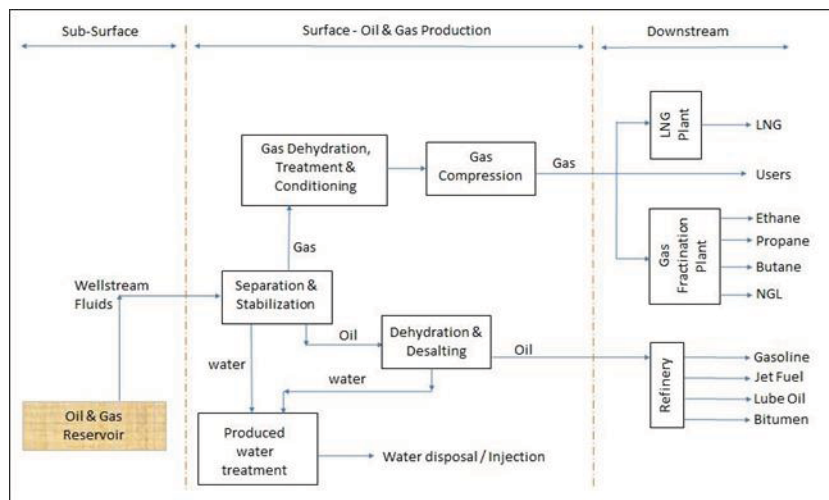 Sub-Surface
Surface - Oil & Gas Production
Downstream
LNG
Plant
LNG
Gas Dehydration,
Treatment &
Conditioning
Gas
Compression
Gas
Users
Gas
Gas
Fractination
Plant
Ethane
Propane
Butane
NGL
Wellstream
Fluids
Separation &
Stabilization
Oil
Dehydration &
Desalting
Oil
water
water
Refinery
Gasoline
Jet Fuel
Lube Oil
Bitumen
Oil & Gas
Reservoir
Produced
water
treatment
Water disposal / Injection